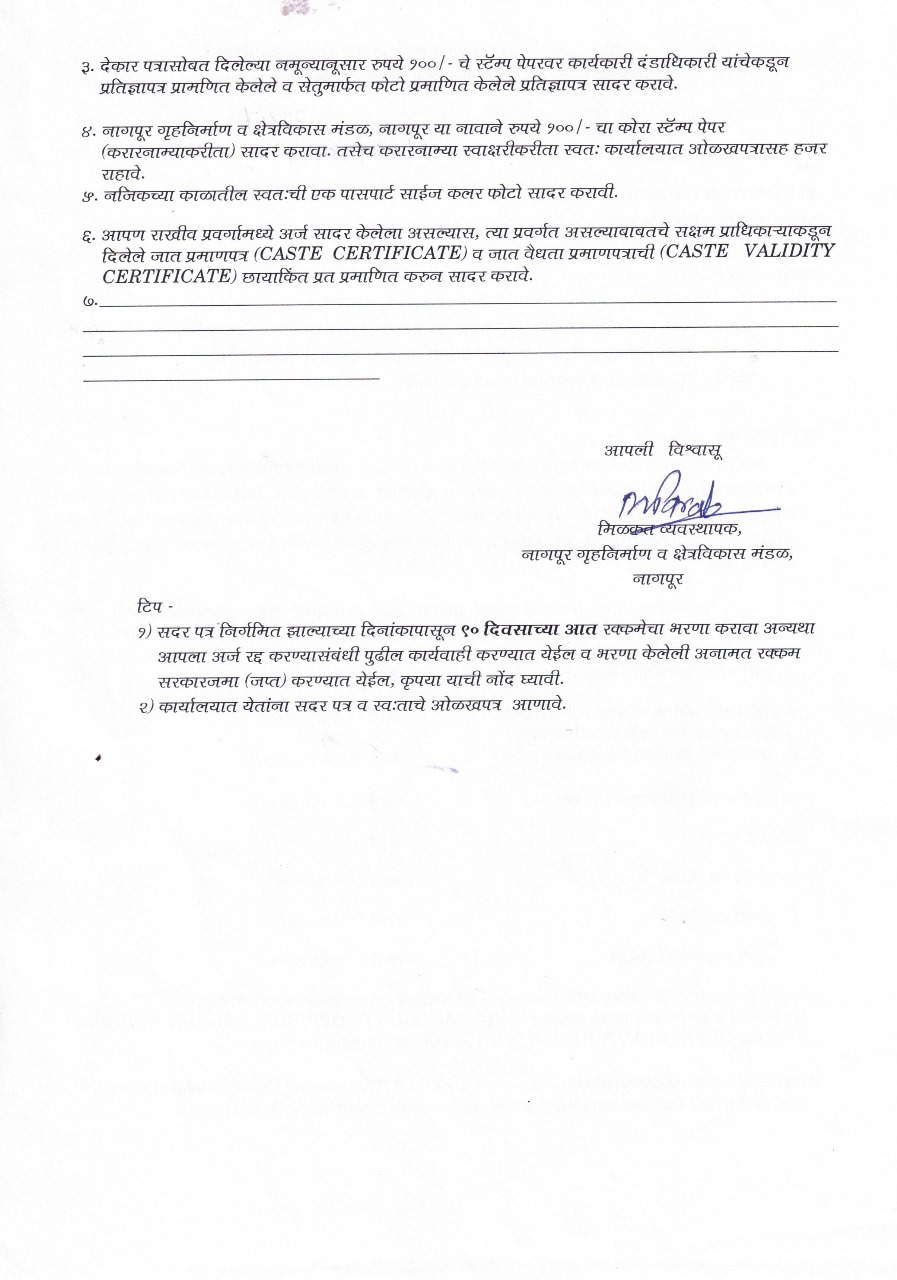 ३. देकार पत्रासोबत दिलेल्या नमून्यानूसार रुपये १००/- चे स्टॅम्प पेपरवर कार्यकारी दंडाधिकारी यांचेकडून
प्रतिज्ञापत्र प्रामणित केलेले व सेतुमार्फत फोटो प्रमाणित केलेले प्रतिज्ञापत्र सादर करावे.
४. नागपूर गृहनिर्माण व क्षेत्रविकास मंडळ, नागपूर या नावाने रुपये १००/- चा कोरा स्टॅम्प पेपर
(करारनाम्याकरीता) सादर करावा. तसेच करारनाम्या स्वाक्षरीकरीता स्वतः कार्यालयात ओळखपत्रासह हजर
राहावे.
५. नजिकच्या काळातील स्वतःची एक पासपार्ट साईज कलर फोटो सादर करावी.
६. आपण राखीव प्रवर्गामध्ये अर्ज सादर केलेला असल्यास, त्या प्रवर्गत असल्याबाबतचे सक्षम प्राधिकाऱ्याकडून
दिलेले जात प्रमाणपत्र (CASTE CERTIFICATE) व जात वैधता प्रमाणपत्राची (CASTE VALIDITY
CERTIFICATE) छायाकिंत प्रत प्रमाणित करुन सादर करावे.
७.
आपली विश्वासू
मिळकत व्यवस्थापक,
नागपूर गृहनिर्माण व क्षेत्रविकास मंडळ,
नागपूर
टिप -
१) सदर पत्र निर्गमित झाल्याच्या दिनांकापासून ९० दिवसाच्या आत रक्कमेचा भरणा करावा अन्यथा
आपला अर्ज रद्द करण्यासंबंधी पुढील कार्यवाही करण्यात येईल व भरणा केलेली अनामत रक्कम
सरकारजमा (जप्त) करण्यात येईल, कृपया याची नोंद घ्यावी.
२) कार्यालयात येतांना सदर पत्र व स्वःताचे ओळखपत्र आणावे.